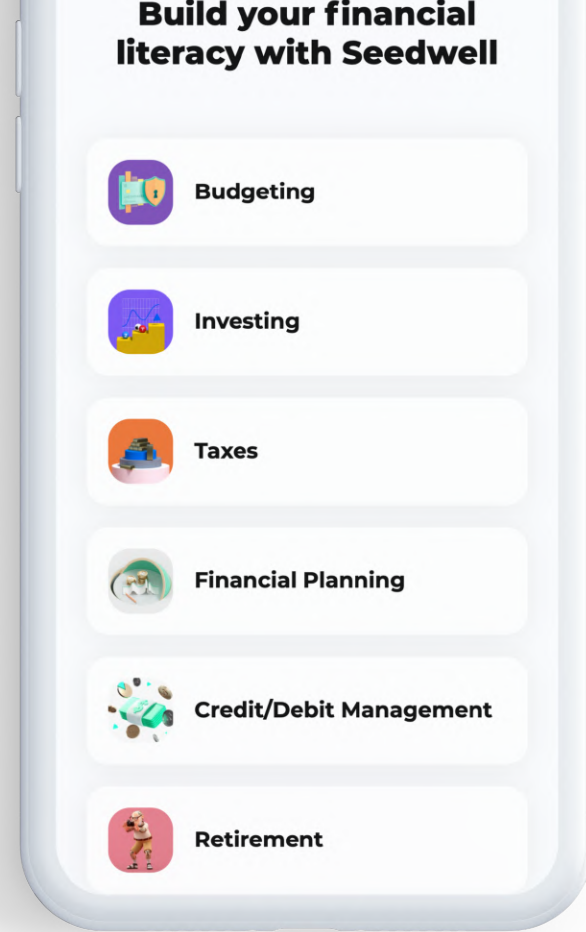 Build your financial
literacy with Seedwell
Budgeting
Investing
Taxes
Financial Planning
Credit/Debit Management
Retirement